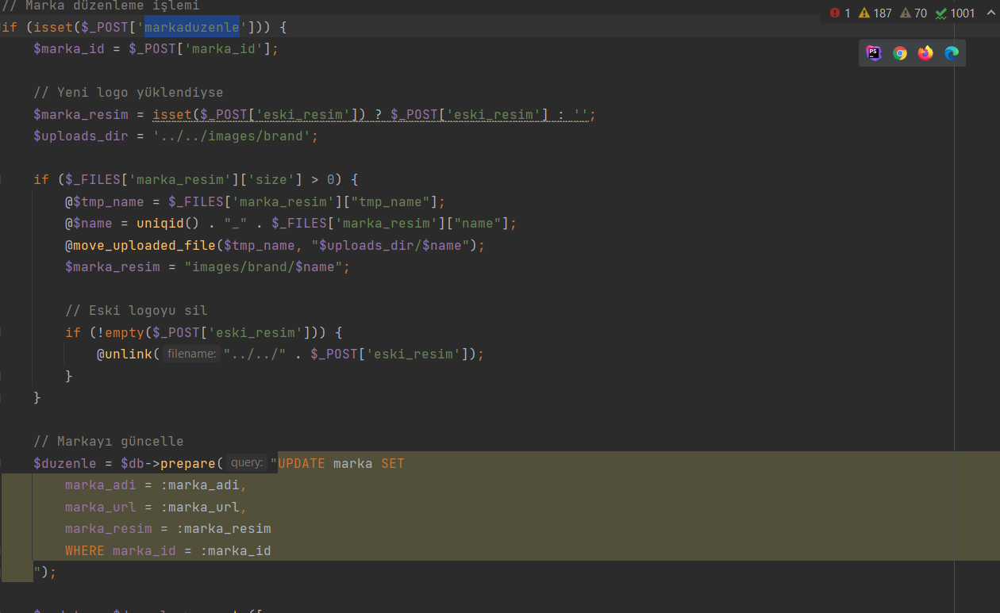 // Marka düzenleme işlemi
if (isset($_POST['markaduzenle'])) {
1 187 70 1001
$marka_id = $_POST['marka_id'];
PS
// Yeni logo yüklendiyse
$marka_resim = isset($_POST['eski_resim']) ? $_POST['eski_resim'] : '';
$uploads_dir = '../../images/brand';
if ($_FILES['marka_resim']['size'] > 0) {
@$tmp_name = $_FILES['marka_resim']["tmp_name"];
@$name = uniqid() . "_" . $_FILES['marka_resim']["name"];
@move_uploaded_file($tmp_name, "$uploads_dir/$name");
$marka_resim = "images/brand/$name";
// Eski logoyu sil
if (!empty($_POST['eski_resim'])) {
@unlink( filename: "../../" . $_POST['eski_resim']);
}
}
// Markayı güncelle
$duzenle = $db->prepare( query: "UPDATE marka SET
marka_adi = :marka_adi,
marka_url = :marka_url,
marka_resim = :marka_resim
WHERE marka_id = :marka_id
");